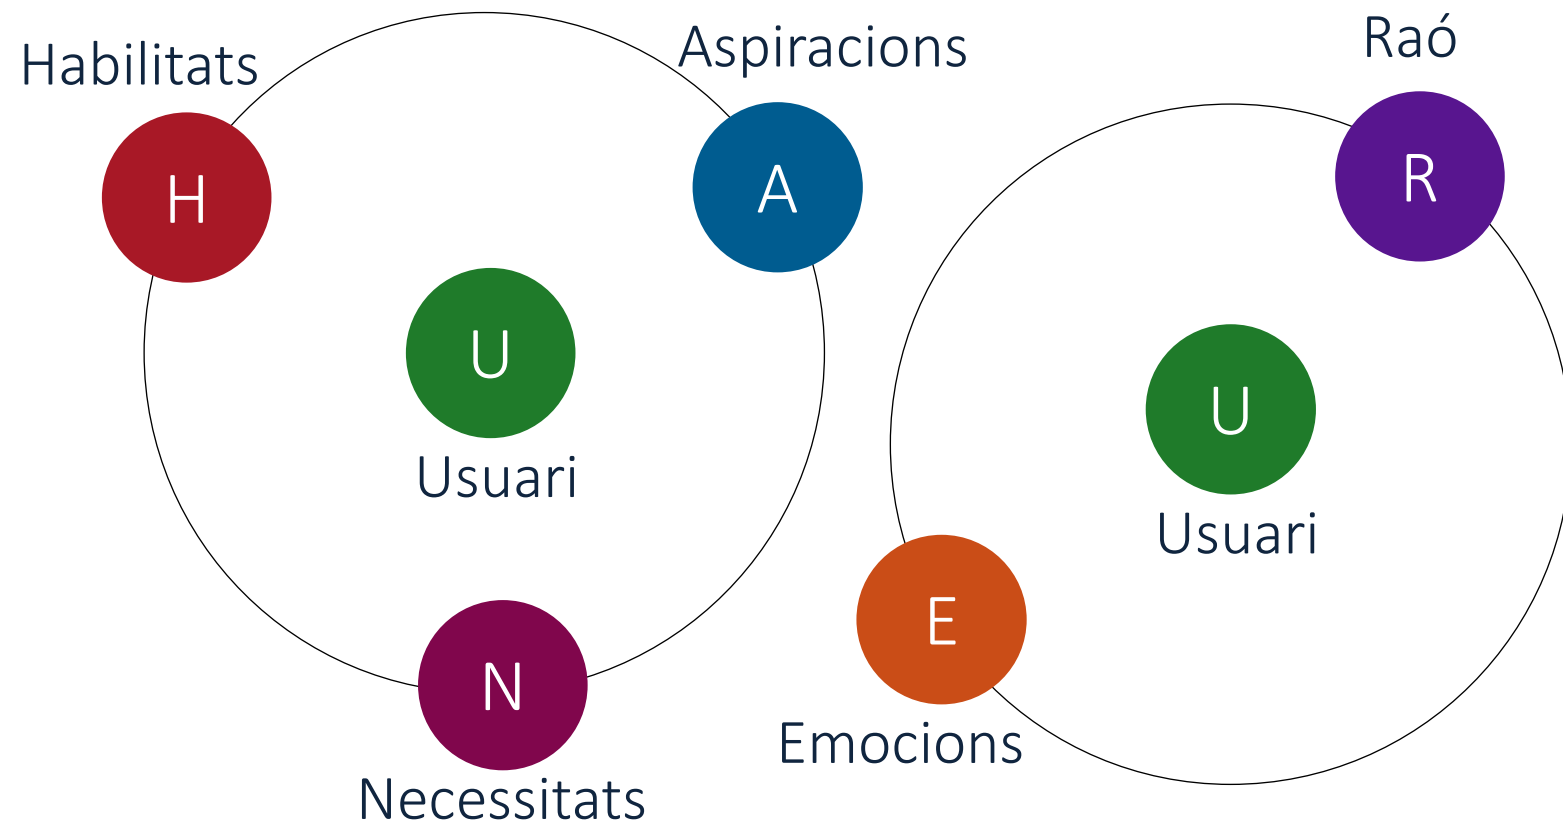 Habilitats
H
Aspiracions
A
U
Usuari
N
Necessitats
Raó
R
U
Usuari
E
Emocions